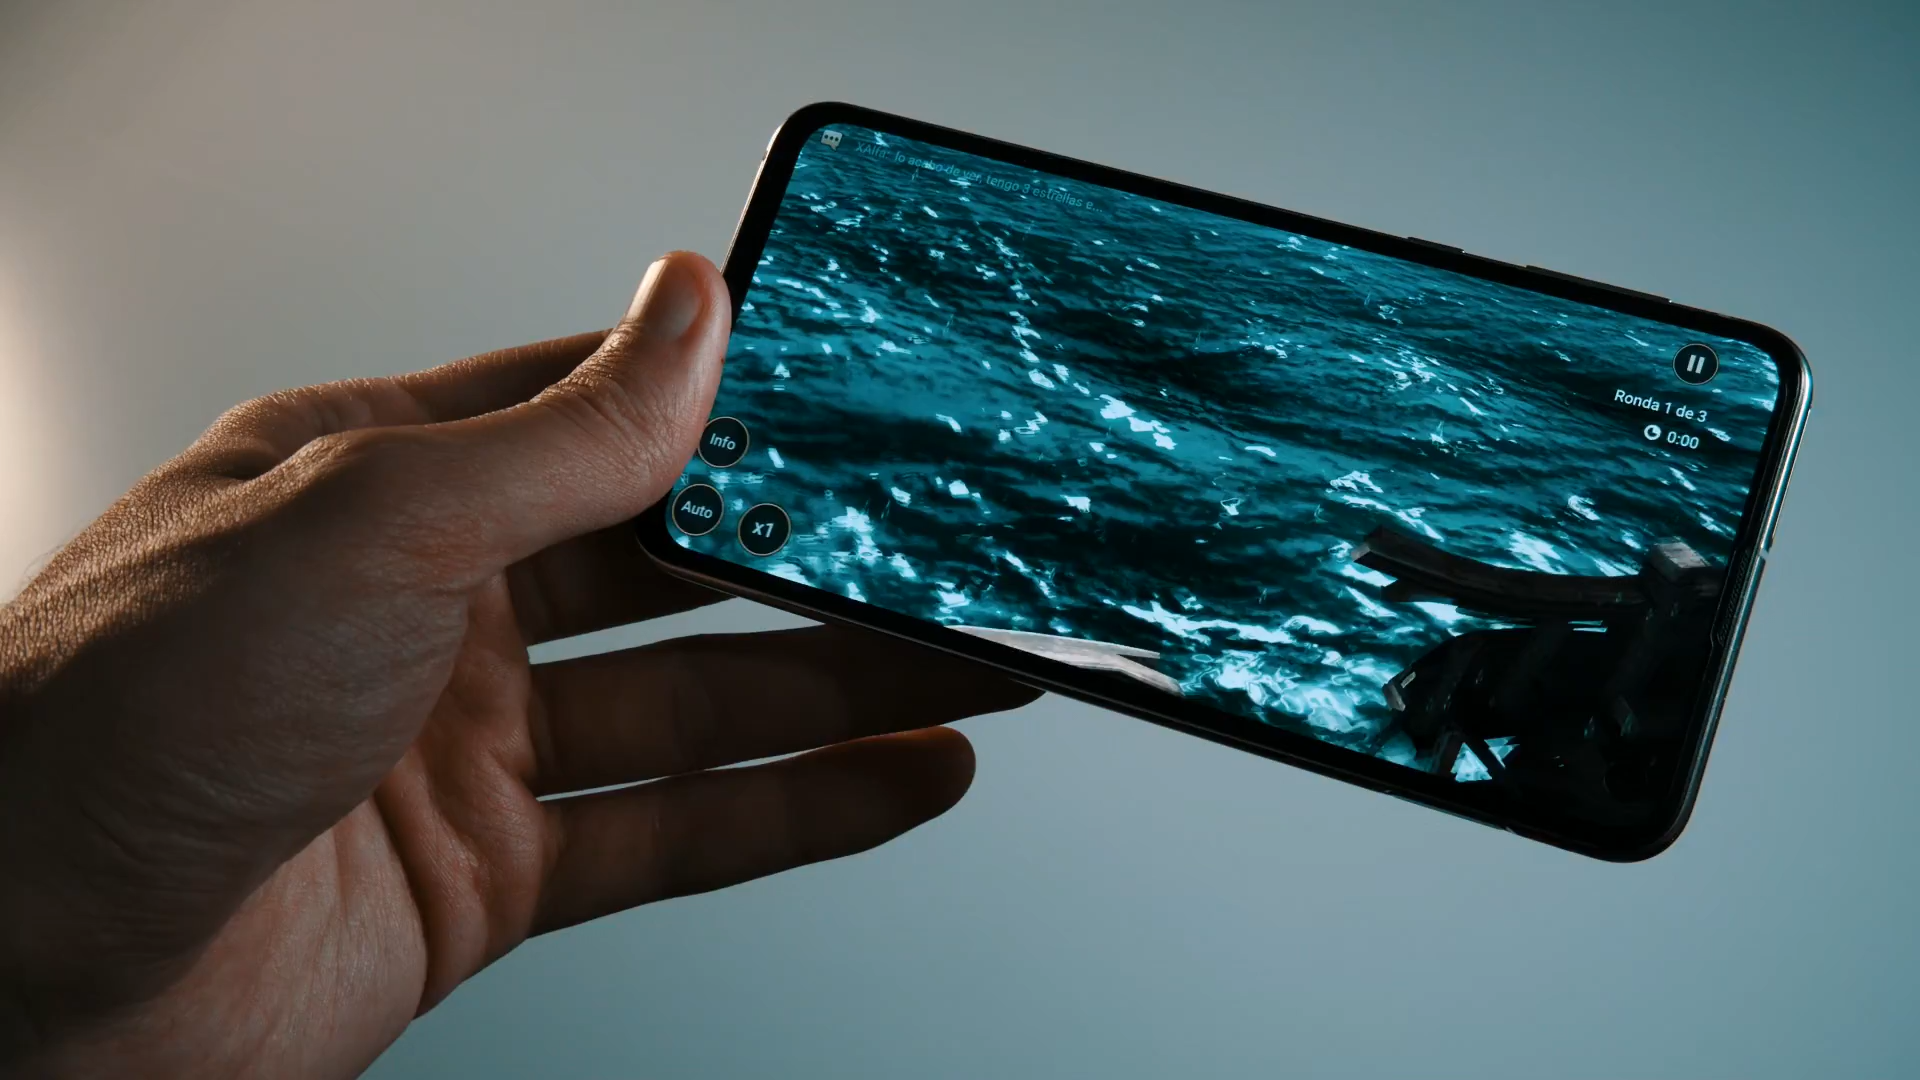 XAlfa: lo acabo de ver, tengo 3 estrellas e...
Ronda 1 de 3
0:00
Info
Auto
x1